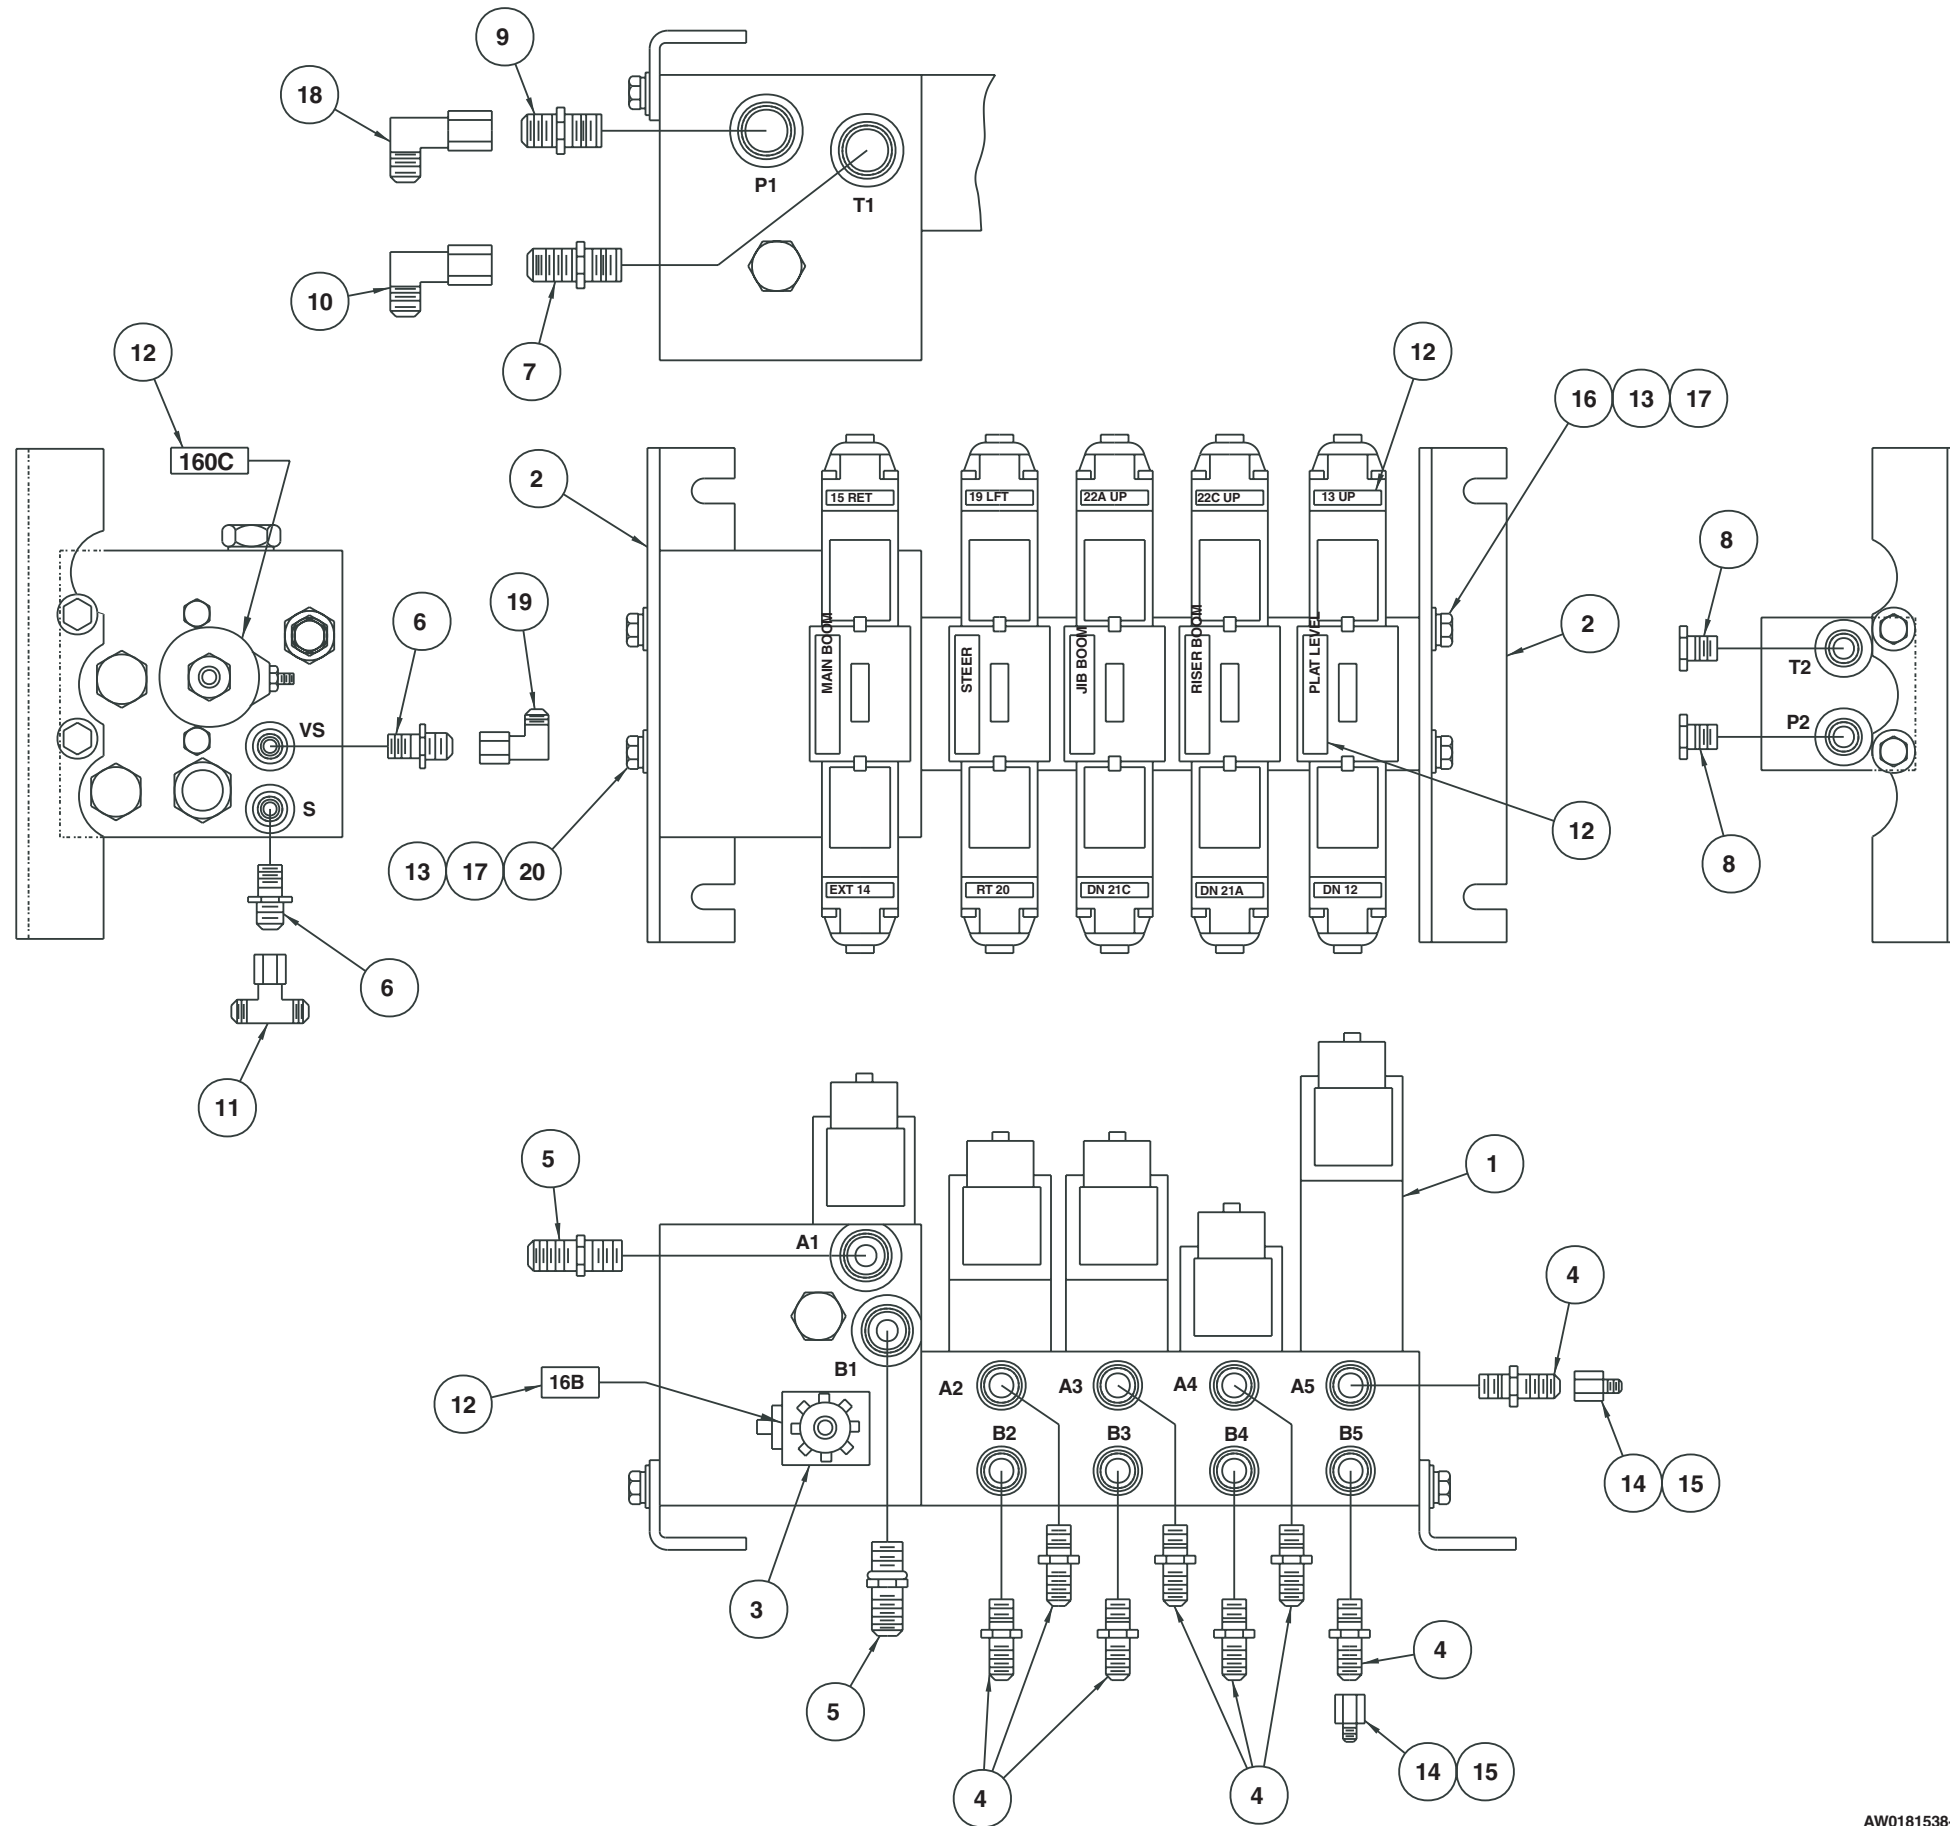 9
18
P1
T1
10
7
12
12
16 13 17
160C
2
15 RET
19 LFT
22A UP
22C UP
13 UP
8
19
6
2
MAIN BOOM
STEER
JIB BOOM
RISER BOOM
PLAT LEVEL
T2
VS
P2
S
12
8
13 17 20
EXT 14
RT 20
DN 21C
DN 21A
DN 12
6
11
5
1
A1
4
B1
12
16B
A2
A3
A4
A5
B2
B3
B4
B5
14 15
3
4
5
14 15
4
4
AW0181538